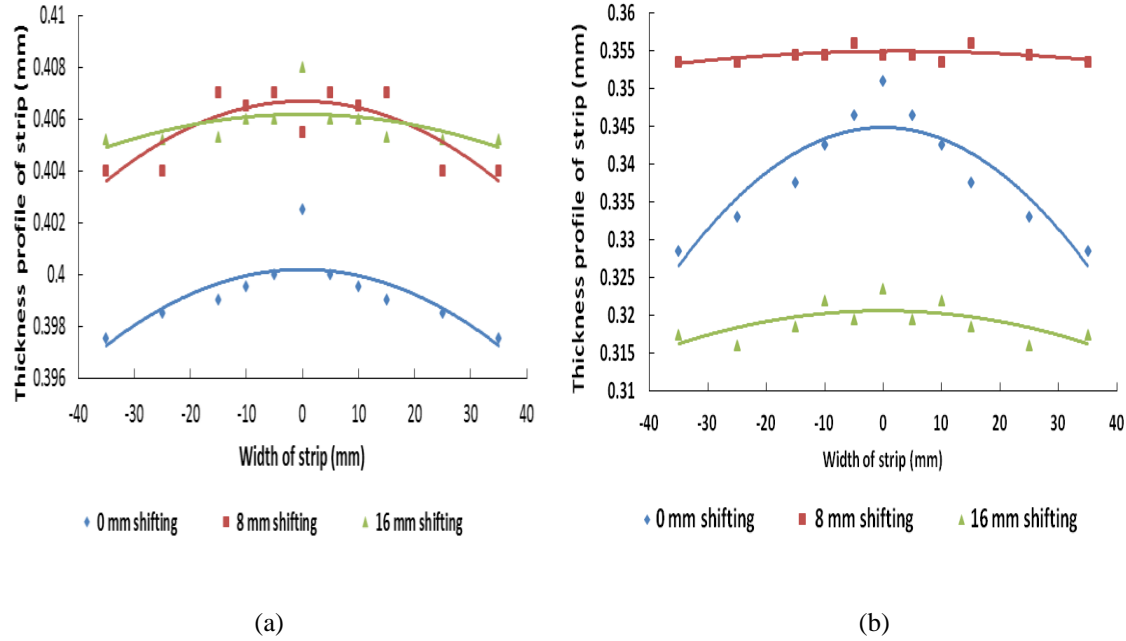 Thickness profile of strip (mm)
0.41
0.408
0.406
0.404
0.402
0.4
0.398
0.396
-40 -30 -20 -10 0 10 20 30 40
Width of strip (mm)
0 mm shifting 8 mm shifting 16 mm shifting
(a)
Thickness profile of strip (mm)
0.36
0.355
0.35
0.345
0.34
0.335
0.33
0.325
0.32
0.315
0.31
-40 -30 -20 -10 0 10 20 30 40
Width of strip (mm)
0 mm shifting 8 mm shifting 16 mm shifting
(b)